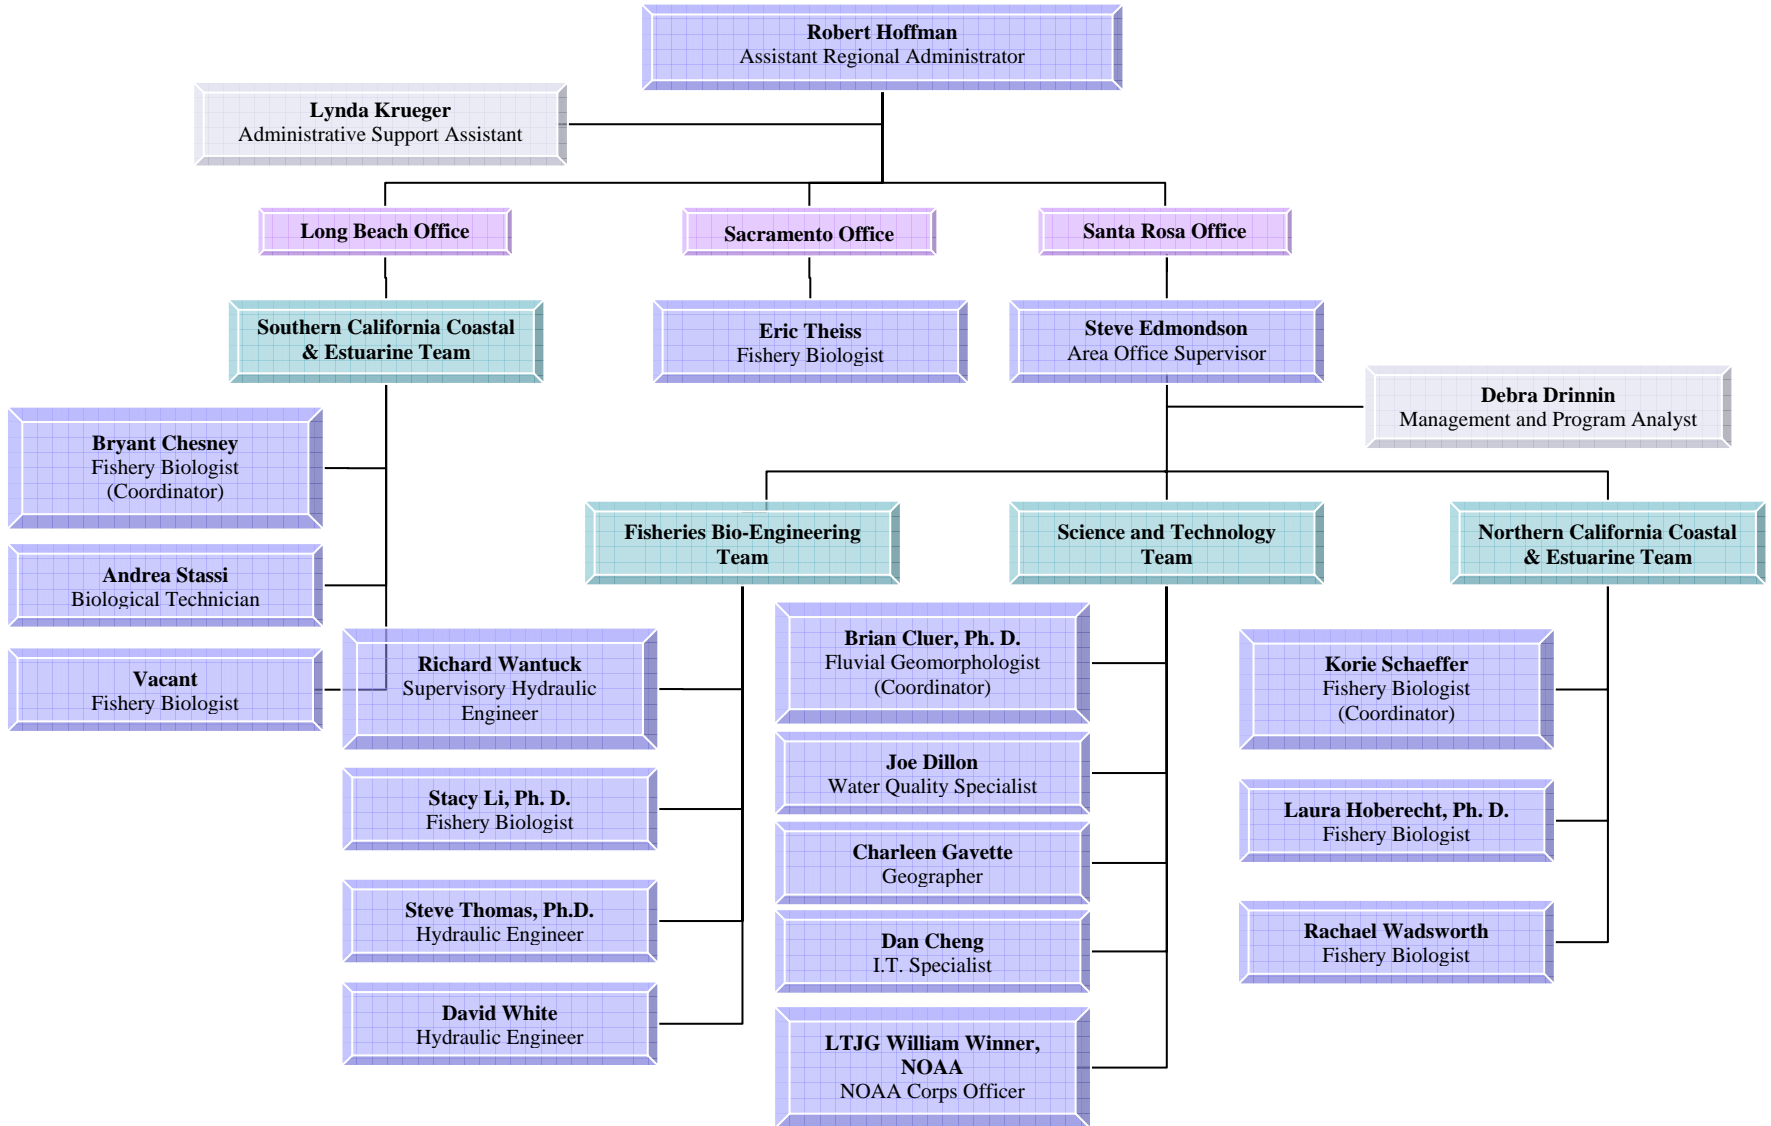 Robert Hoffman
Assistant Regional Administrator
Lynda Krueger
Administrative Support Assistant
Long Beach Office
Sacramento Office
Santa Rosa Office
Southern California Coastal
& Estuarine Team
Eric Theiss
Fishery Biologist
Steve Edmondson
Area Office Supervisor
Debra Drinnin
Management and Program Analyst
Bryant Chesney
Fishery Biologist
(Coordinator)
Andrea Stassi
Biological Technician
Vacant
Fishery Biologist
Fisheries Bio-Engineering
Team
Science and Technology
Team
Northern California Coastal
& Estuarine Team
Richard Wantuck
Supervisory Hydraulic
Engineer
Stacy Li, Ph. D.
Fishery Biologist
Steve Thomas, Ph.D.
Hydraulic Engineer
David White
Hydraulic Engineer
Brian Cluer, Ph. D.
Fluvial Geomorphologist
(Coordinator)
Joe Dillon
Water Quality Specialist
Charleen Gavette
Geographer
Dan Cheng
I.T. Specialist
LTJG William Winner,
NOAA
NOAA Corps Officer
Korie Schaeffer
Fishery Biologist
(Coordinator)
Laura Hoberecht, Ph. D.
Fishery Biologist
Rachael Wadsworth
Fishery Biologist